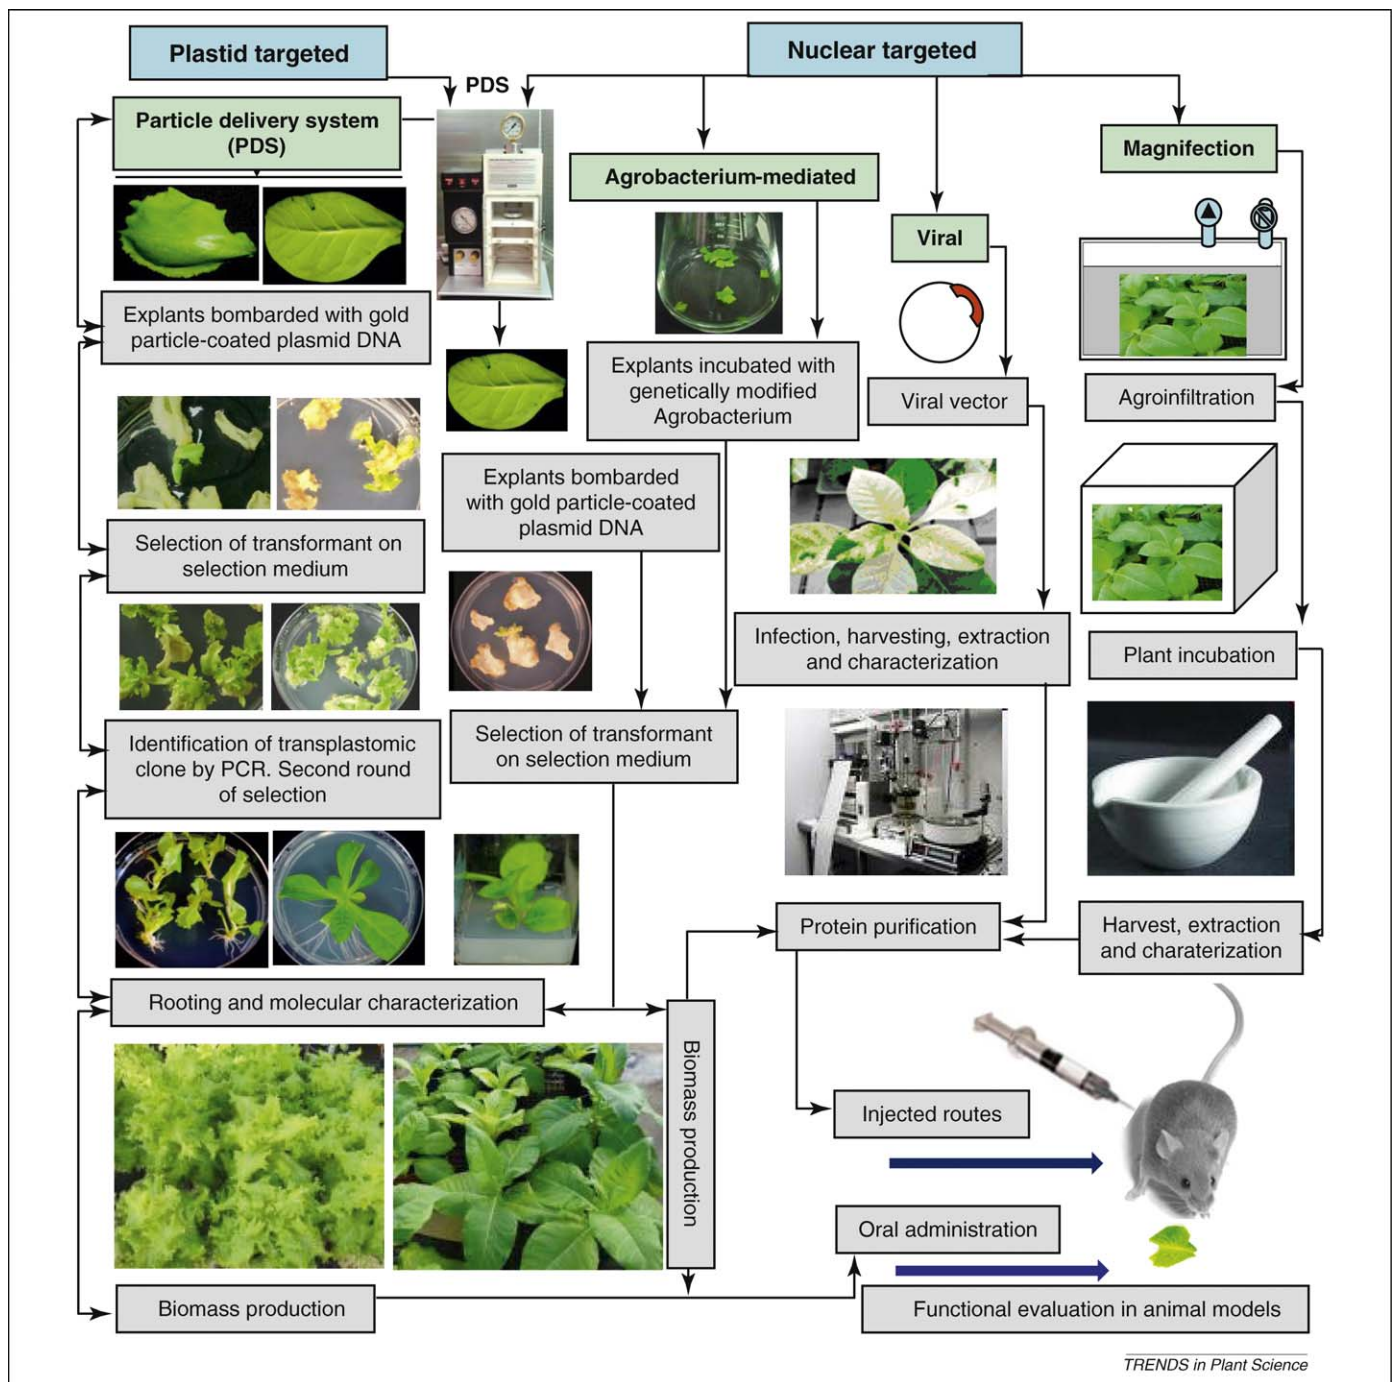 Plastid targeted
Nuclear targeted
PDS
Particle delivery system
(PDS)
Agrobacterium-mediated
Magnifection
Viral
Explants bombarded with gold
particle-coated plasmid DNA
Explants incubated with
genetically modified
Agrobacterium
Viral vector
Agroinfiltration
Explants bombarded
with gold particle-coated
plasmid DNA
Selection of transformant on
selection medium
Infection, harvesting, extraction
and characterization
Plant incubation
Identification of transplastomic
clone by PCR. Second round
of selection
Selection of transformant
on selection medium
Protein purification
Harvest, extraction
and charaterization
Rooting and molecular characterization
Biomass production
Injected routes
Oral administration
Biomass production
Functional evaluation in animal models
TRENDS in Plant Science